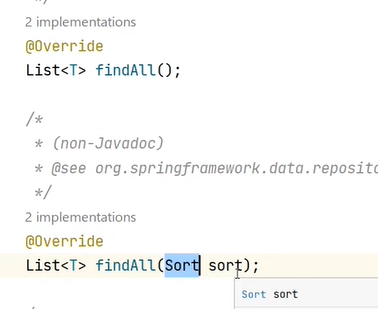 */
2 implementations
@Override
List<T> findAll();
/*
* (non-Javadoc)
* @see org.springframework.data.reposit
*/
2 implementations
@Override
List<T> findAll(Sort sort);
Sort sort